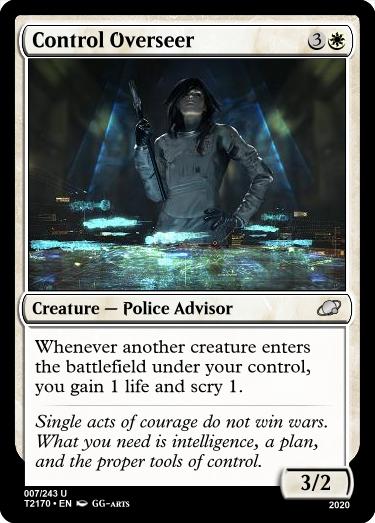 Control Overseer 3
Creature — Police Advisor
Whenever another creature enters
the battlefield under your control,
you gain 1 life and scry 1.
Single acts of courage do not win wars.
What you need is intelligence, a plan,
and the proper tools of control.
3/2
007/243 U
T2170 • EN GG-ARTS
2020